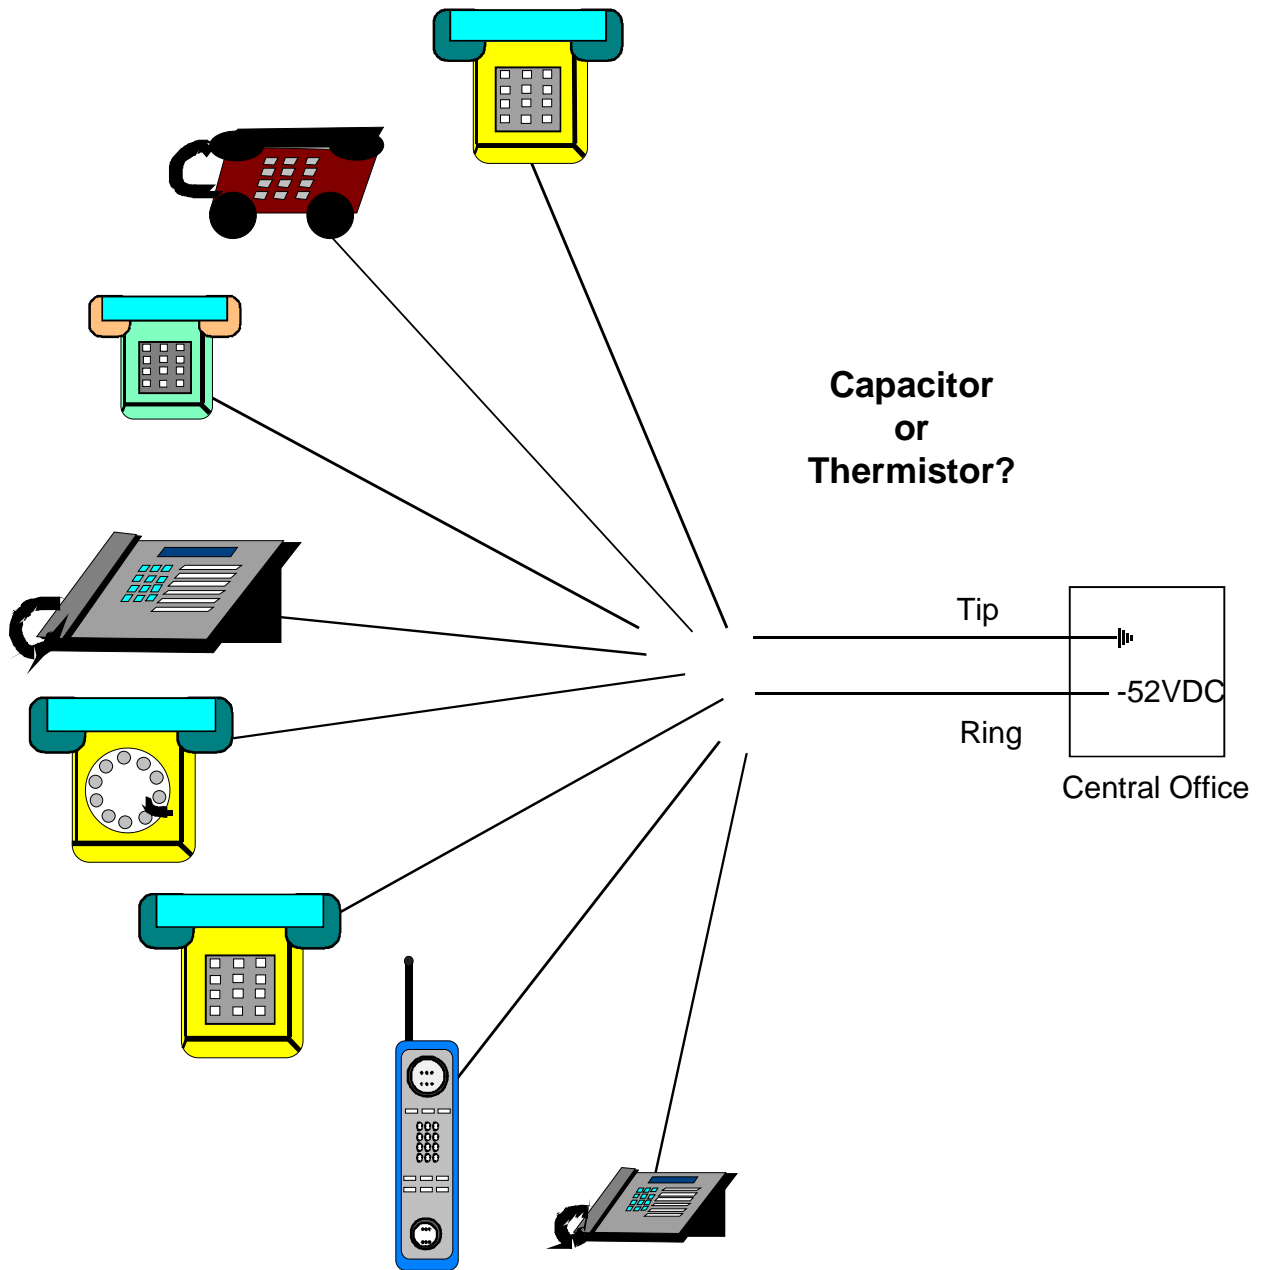 Capacitor
or
Thermistor?
Tip
-52VDC
Ring
Central Office